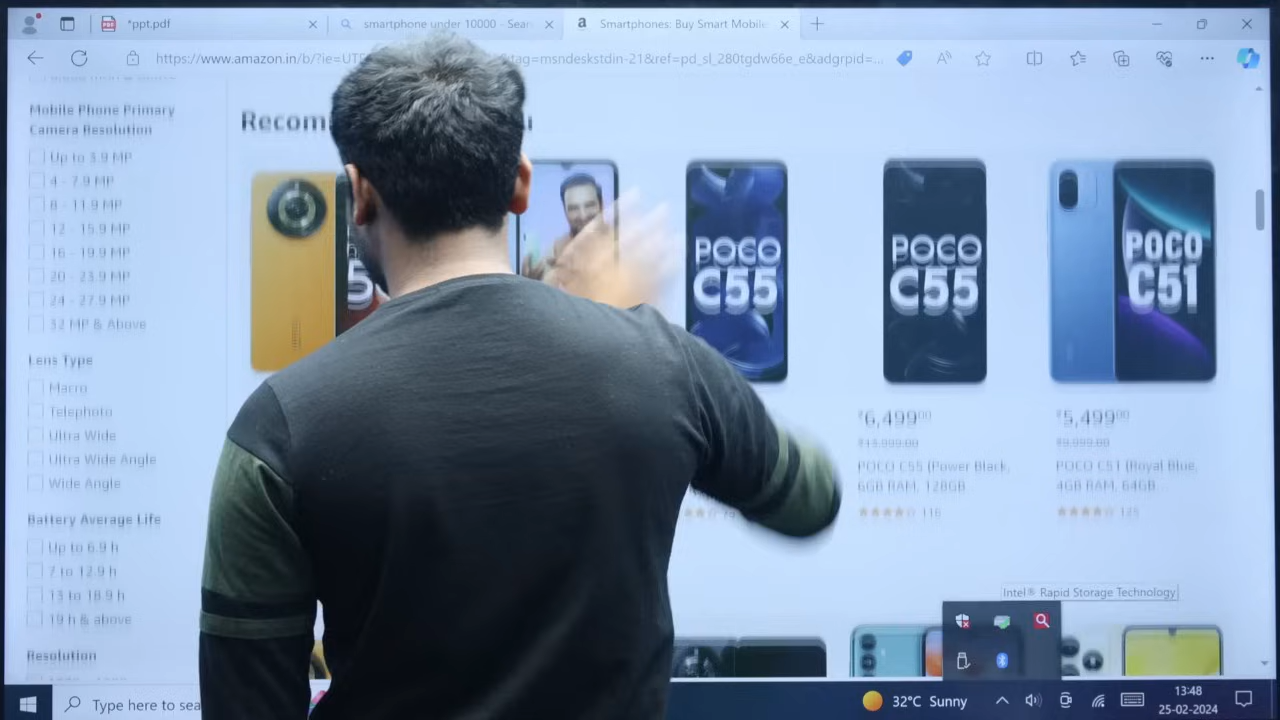 *ppt.pdf
smartphone under 10000 - Sear
a
Smartphones: Buy Smart Mobile
https://www.amazon.in/b/?ie=UTF
tag=msndeskstdin-21&ref=pd_sl_280tgdw66e_e&adgrpid=...
Mobile Phone Primary
Camera Resolution
Up to 3.9 MP
4 - 7.9 MP
8 - 11.9 MP
12 - 15.9 MP
16 - 19.9 MP
20 - 23.9 MP
24 - 27.9 MP
32 MP & Above
Lens Type
Macro
Telephoto
Ultra Wide
Ultra Wide Angle
Wide Angle
Battery Average Life
Up to 6.9 h
7 to 12.9 h
13 to 18.9 h
19 h & above
Resolution
Recom
POCO
C55
POCO
C55
POCO
C51
₹6,499⁰⁰
₹13,999.00
POCO C55 (Power Black,
6GB RAM, 128GB
116
₹5,499⁰⁰
₹9,999.00
POCO C51 (Royal Blue,
4GB RAM, 64GB
125
Intel® Rapid Storage Technology
Type here to sea
32°C Sunny
13:48
25-02-2024